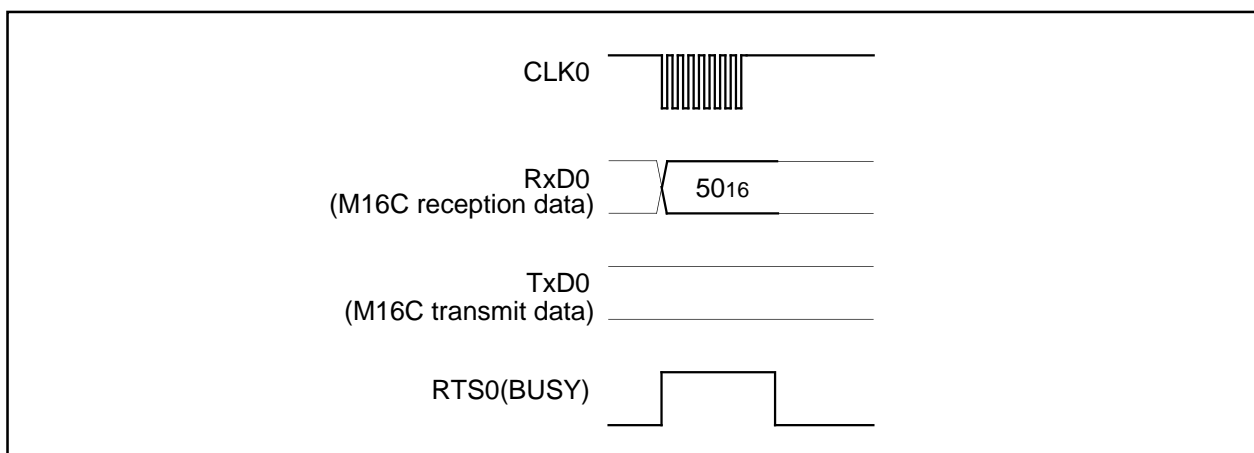 CLK0
RxD0
(M16C reception data)
5016
TxD0
(M16C transmit data)
RTS0(BUSY)